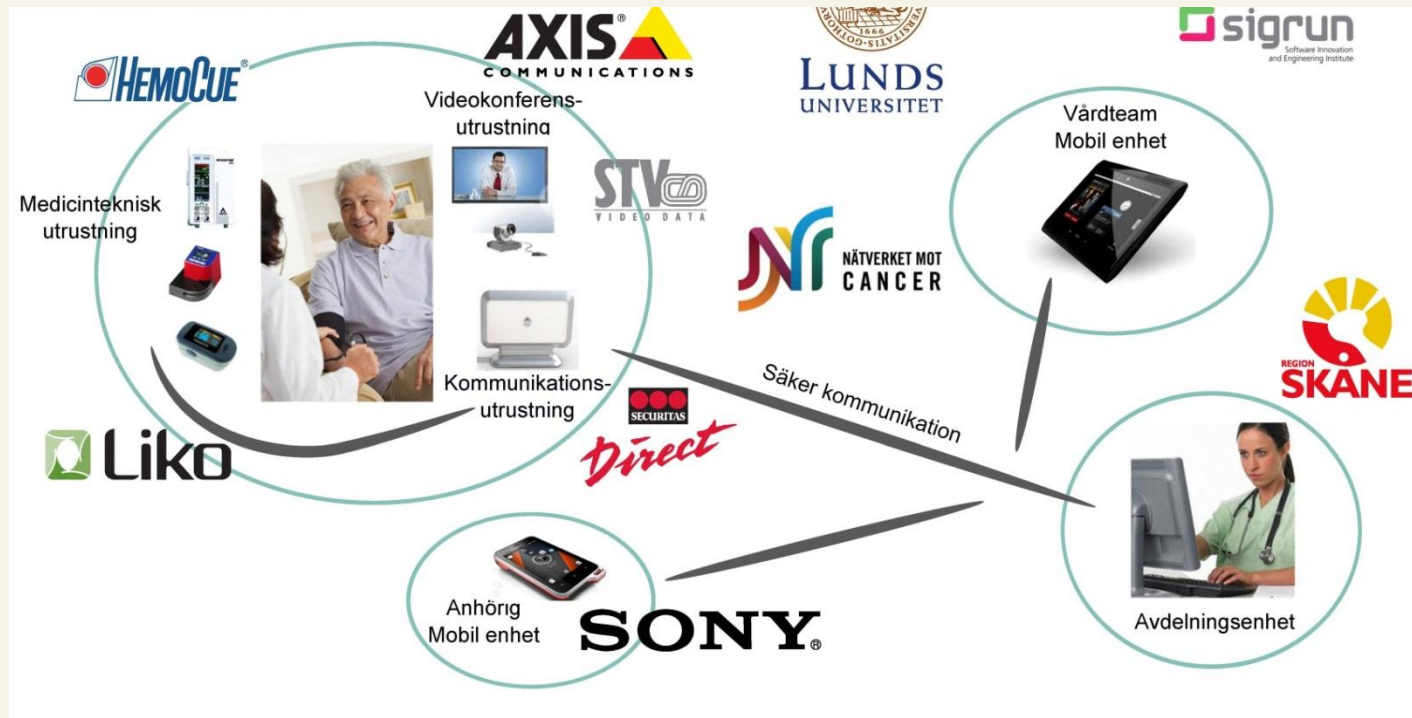 AXIS®
COMMUNICATIONS
1666
LUNDS
UNIVERSITET
sigrun
Software Innovation
and Engineering Institute
HEMOCUE®
Videokonferens-
utrustning
Vårdteam
Mobil enhet
Medicinteknisk
utrustning
STV
VIDEO DATA
NÄTVERKET MOT
CANCER
REGION
SKÅNE
Säker kommunikation
Kommunikations-
utrustning
SECURITAS
Direct
Liko
Anhörig
Mobil enhet
SONY®
Avdelningsenhet